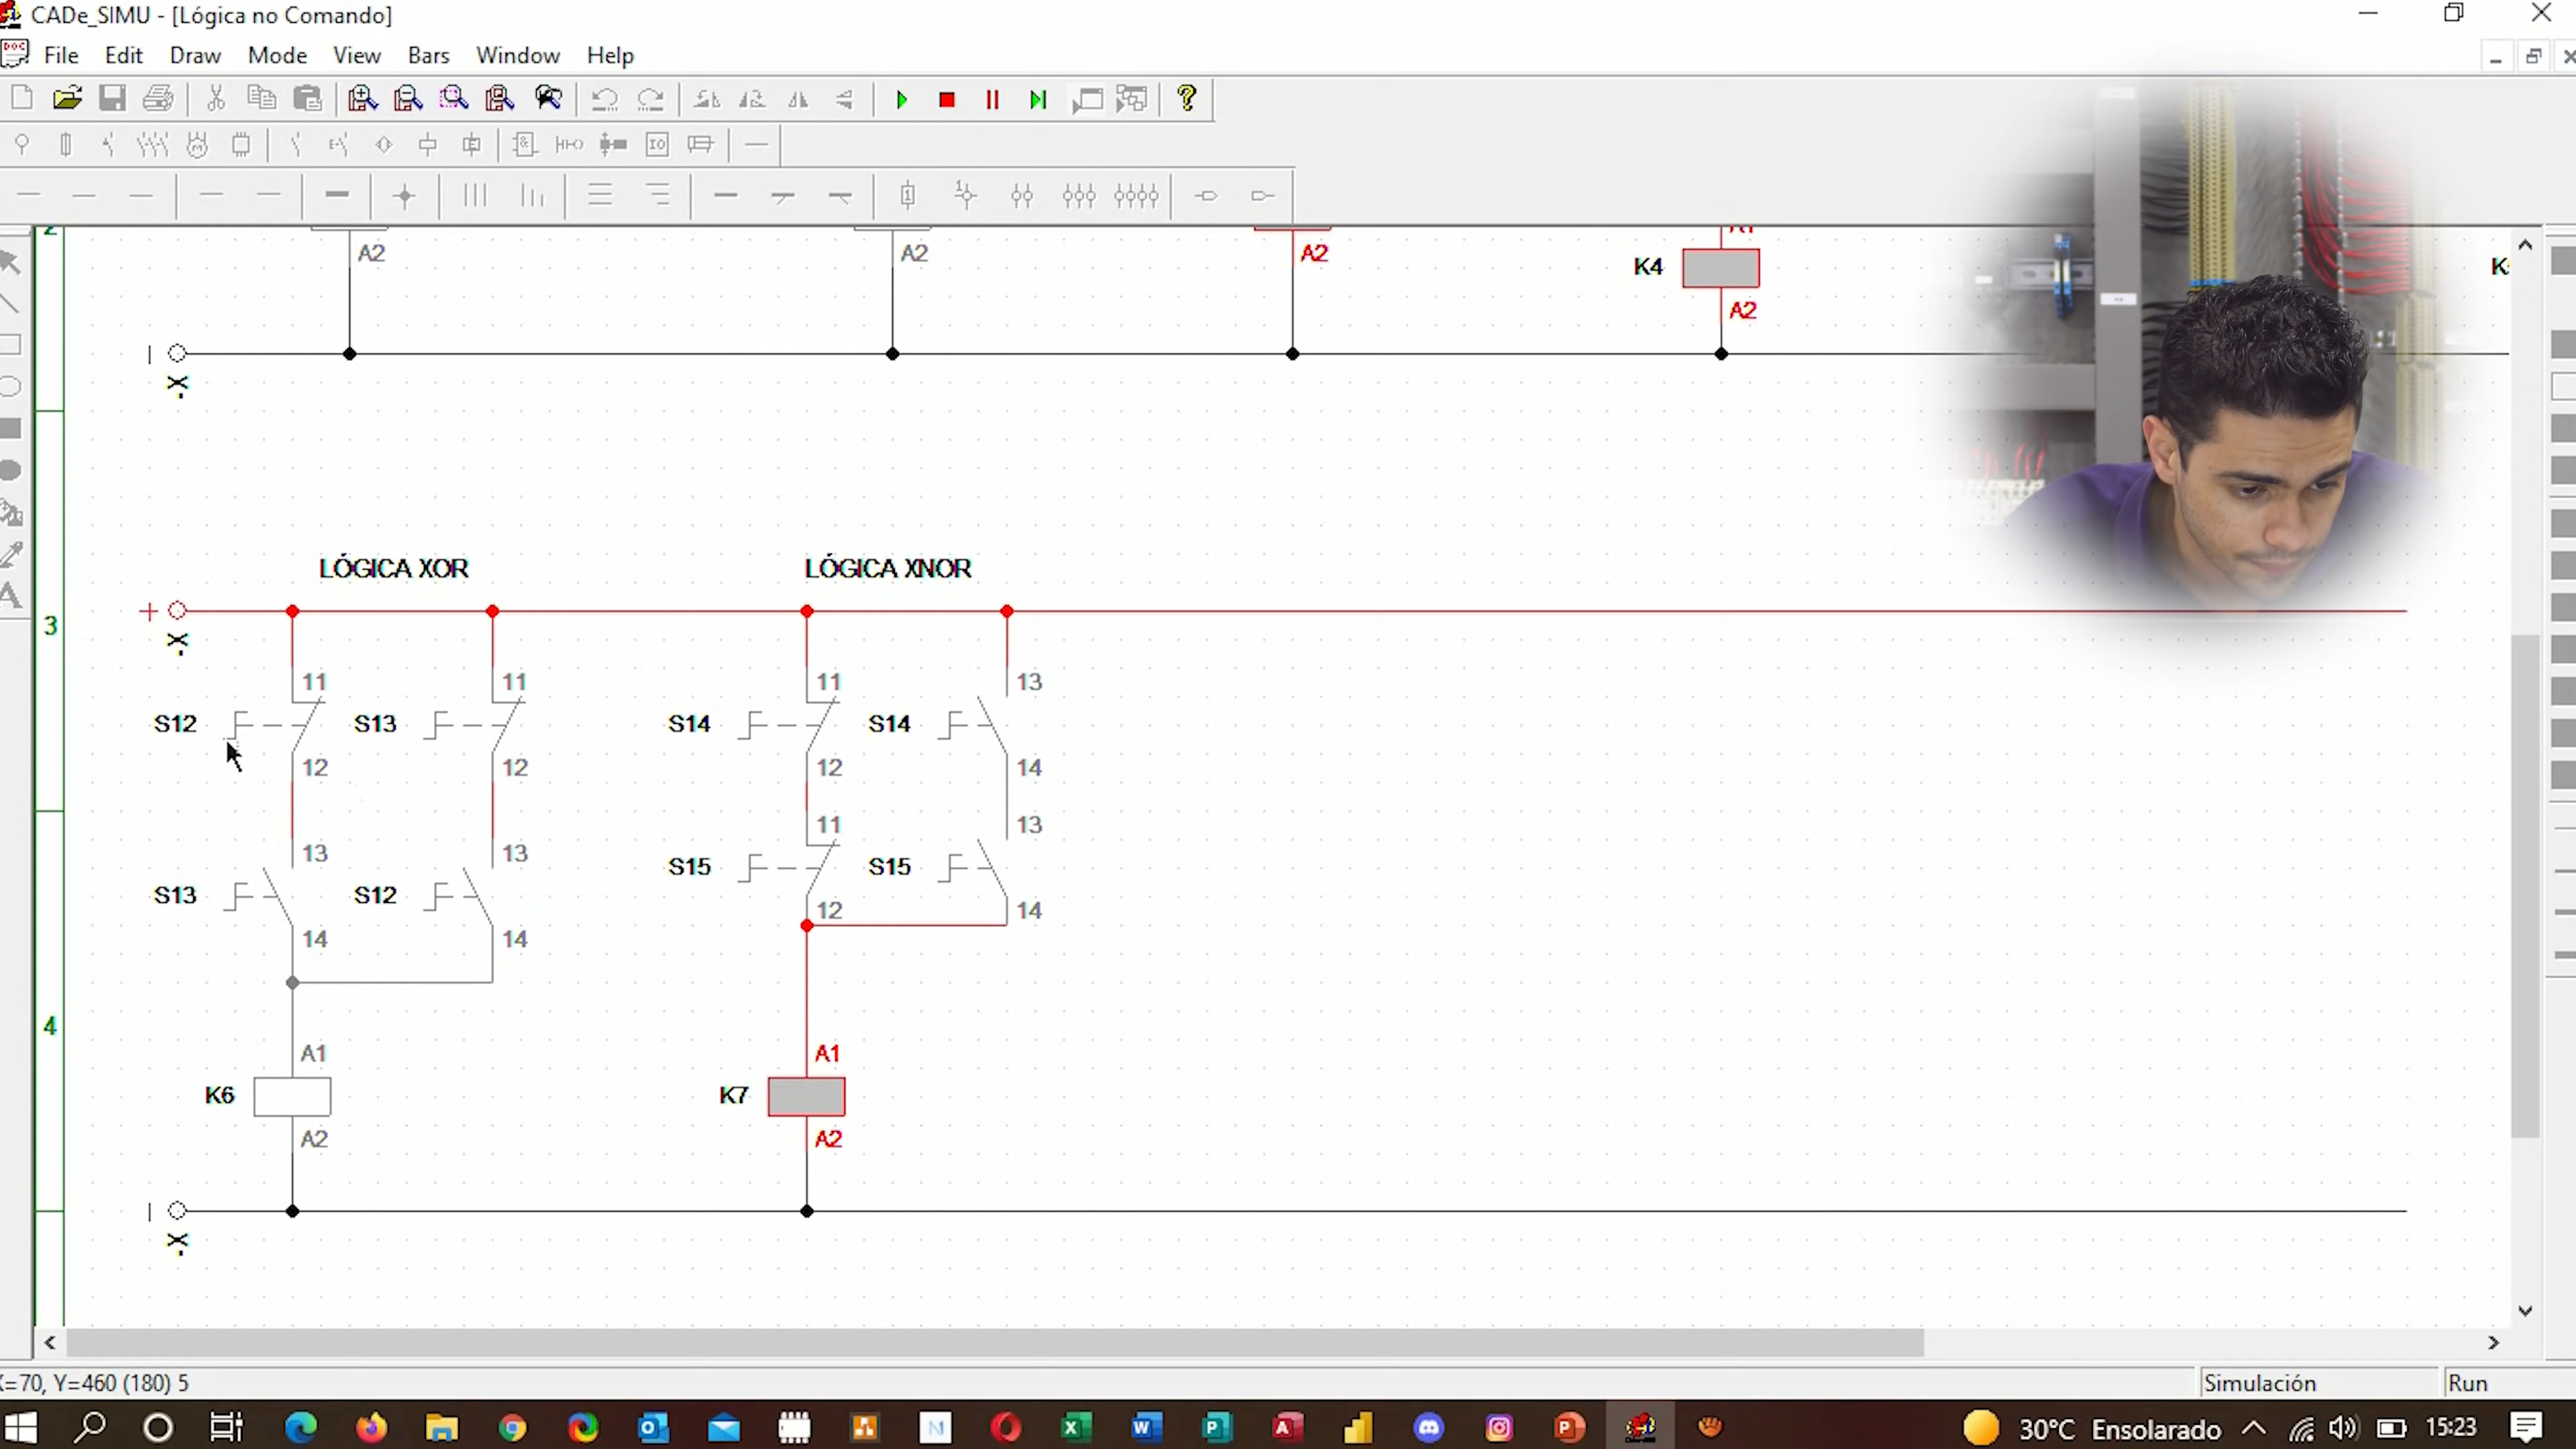 CADe_SIMU - [Lógica no Comando]
File Edit Draw Mode View Bars Window Help
2
A2 A2 A2
K4
A2
LÓGICA XOR LÓGICA XNOR
+
3
11 11 11 13
S12 S13 S14 S14
12 12 12 14
11 13
13 13
S15 S15
S13 S12
12 14
14 14
4
A1 A1
K6 K7
A2 A2
X=70, Y=460 (180) 5 Simulación Run
30°C Ensolarado 15:23